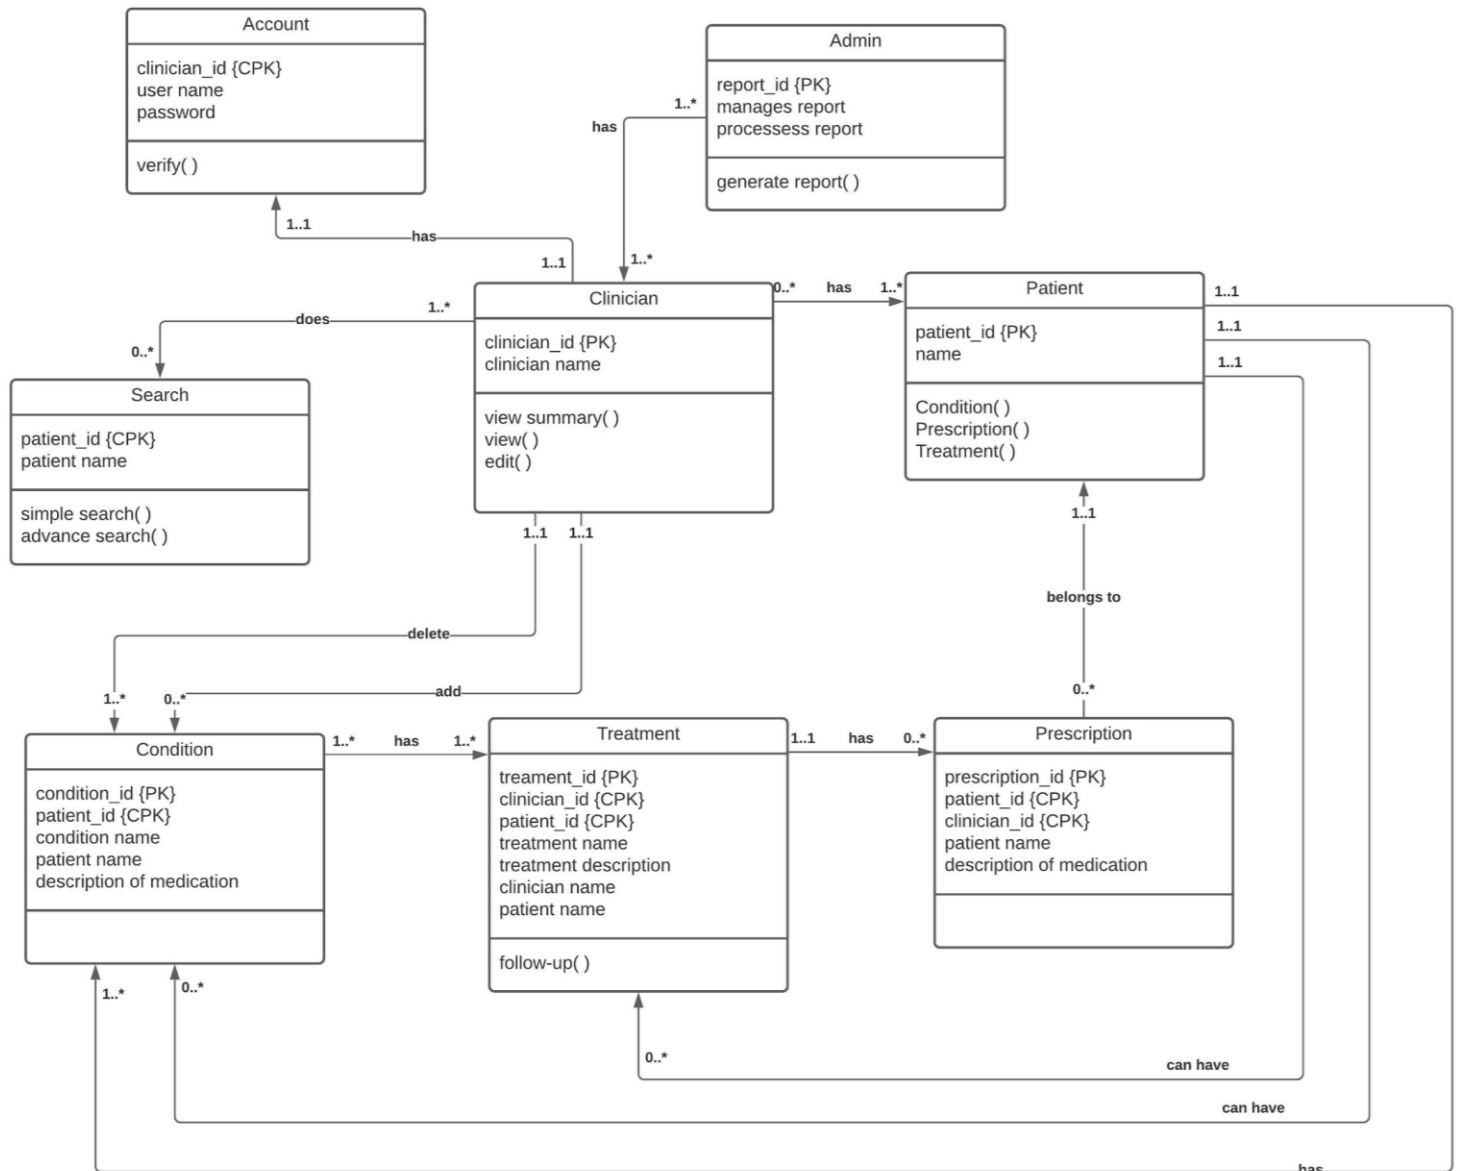 Account
clinician_id {CPK}
user name
password
verify( )
Admin
report_id {PK}
manages report
processess report
generate report( )
1..*
has
1..*
1..1
has
1..1
Clinician
clinician_id {PK}
clinician name
view summary( )
view( )
edit( )
0..*
has
1..*
Patient
patient_id {PK}
name
Condition( )
Prescription( )
Treatment( )
1..1
1..1
1..1
1..*
does
0..*
Search
patient_id {CPK}
patient name
simple search( )
advance search( )
1..1
1..1
1..1
belongs to
0..*
delete
1..*
0..*
add
Condition
condition_id {PK}
patient_id {CPK}
condition name
patient name
description of medication
1..*
has
1..*
Treatment
treament_id {PK}
clinician_id {CPK}
patient_id {CPK}
treatment name
treatment description
clinician name
patient name
follow-up( )
1..1
has
0..*
Prescription
prescription_id {PK}
patient_id {CPK}
clinician_id {CPK}
patient name
description of medication
1..*
0..*
0..*
can have
can have
has